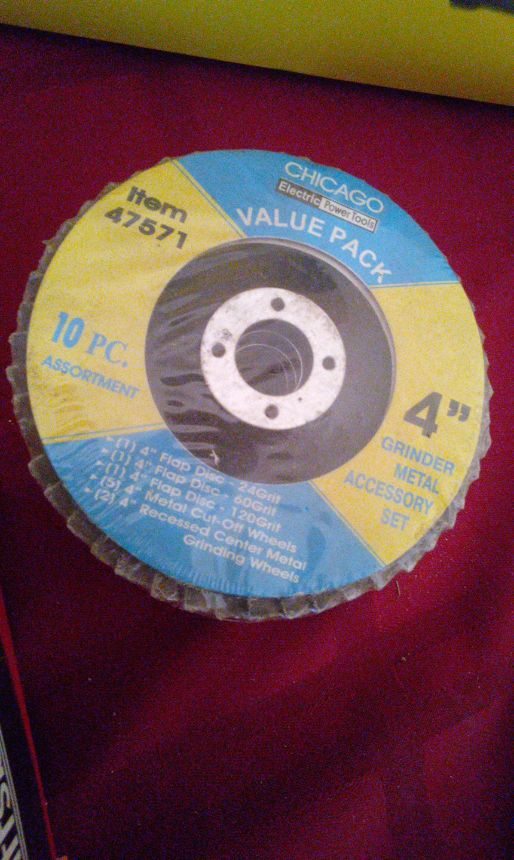 CHICAGO
Electric Power Tools
VALUE PACK
Item
47571
10 PC.
ASSORTMENT
4”
GRINDER
METAL
ACCESSORY
SET
(1) 4” Flap Disc - 24Grit
(1) 4” Flap Disc - 60Grit
(1) 4” Flap Disc - 120Grit
(5) 4” Metal Cut-Off Wheels
(2) 4” Recessed Center Metal
Grinding Wheels